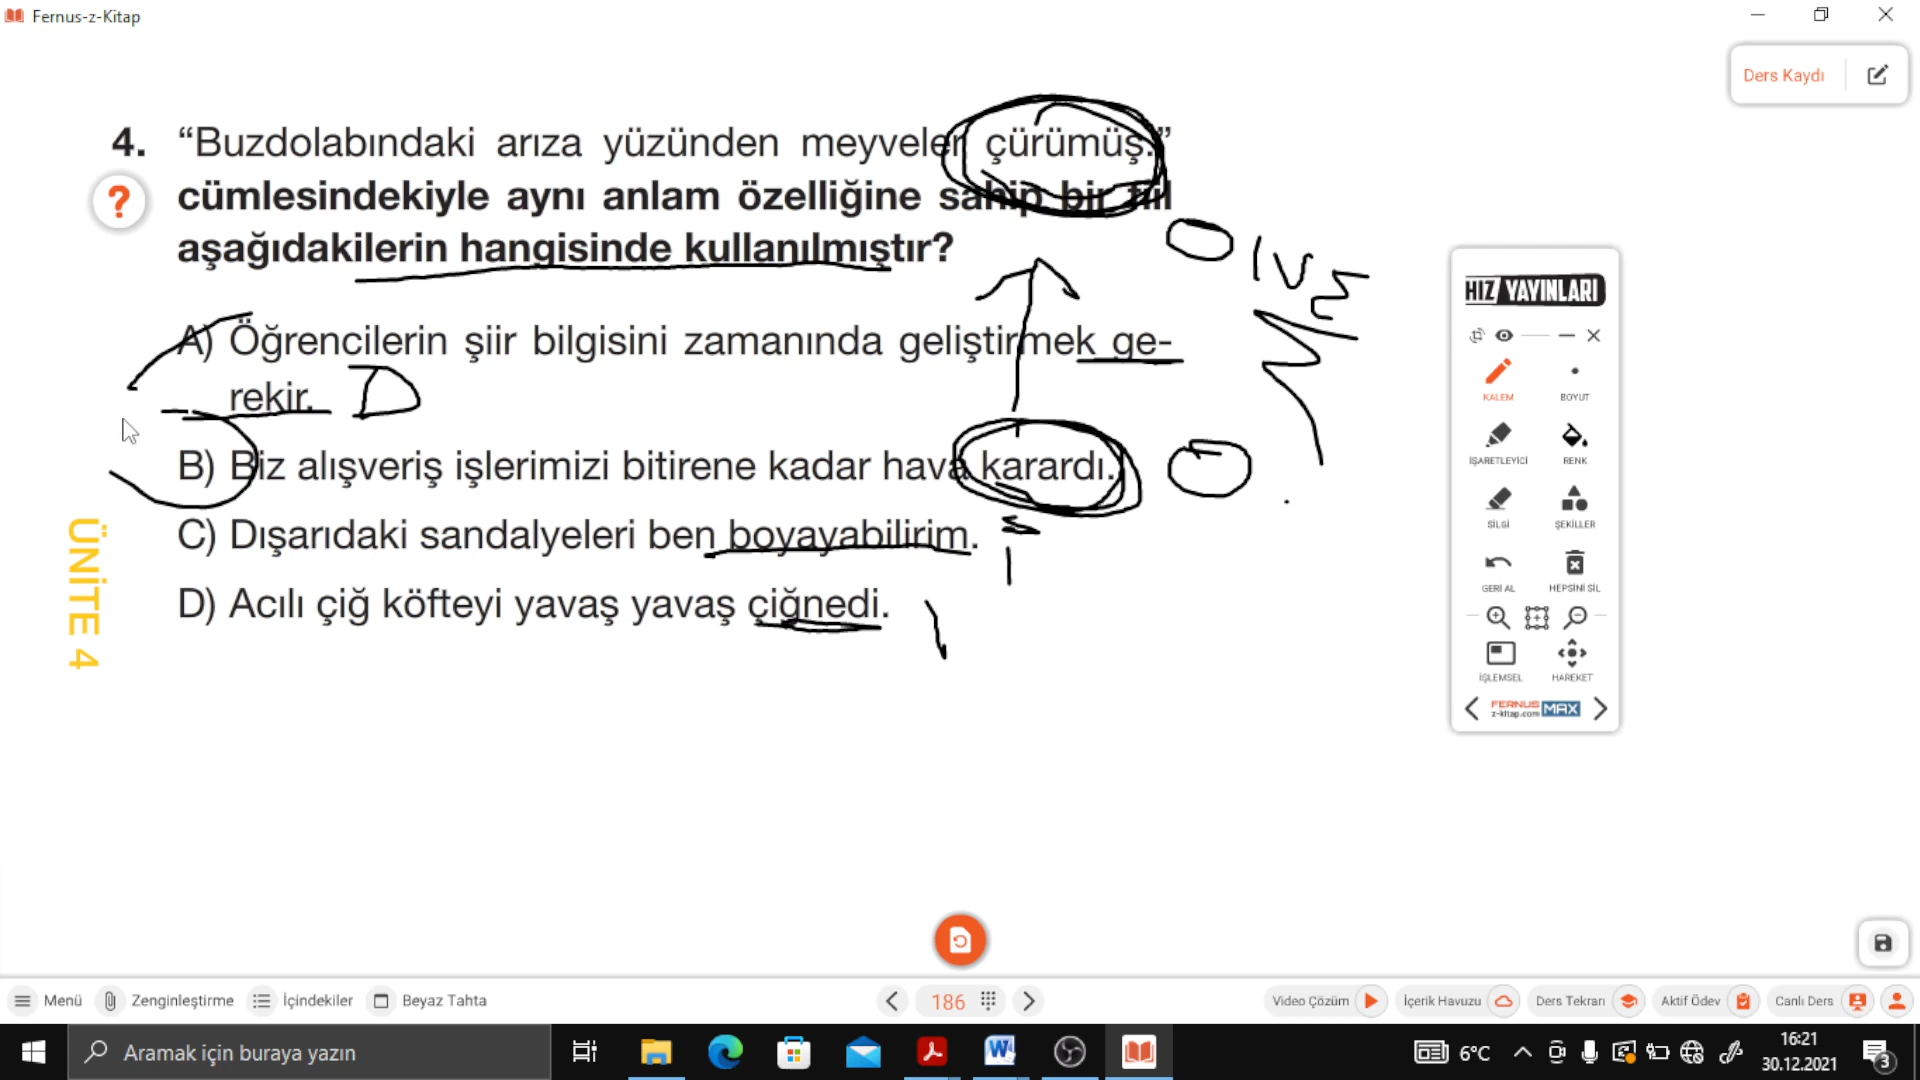 Fernus-z-Kitap
Ders Kaydı
4. “Buzdolabındaki arıza yüzünden meyveler çürümüş.”
cümlesindekiyle aynı anlam özelliğine sahip bir fiil
aşağıdakilerin hangisinde kullanılmıştır?
A) Öğrencilerin şiir bilgisini zamanında geliştirmek ge-
rekir. D
B) Biz alışveriş işlerimizi bitirene kadar hava karardı.
C) Dışarıdaki sandalyeleri ben boyayabilirim.
D) Acılı çiğ köfteyi yavaş yavaş çiğnedi.
ÜNİTE 4
HIZ YAYINLARI
KALEM
BOYUT
İŞARETLEYİCİ
RENK
SİLGİ
ŞEKİLLER
GERİ AL
HEPSİNİ SİL
İŞLEMSEL
HAREKET
FERNUS
z-kitap.com MAX
Menü
Zenginleştirme
İçindekiler
Beyaz Tahta
186
Video Çözüm
İçerik Havuzu
Ders Tekrarı
Aktif Ödev
Canlı Ders
Aramak için buraya yazın
6°C
16:21
30.12.2021
3